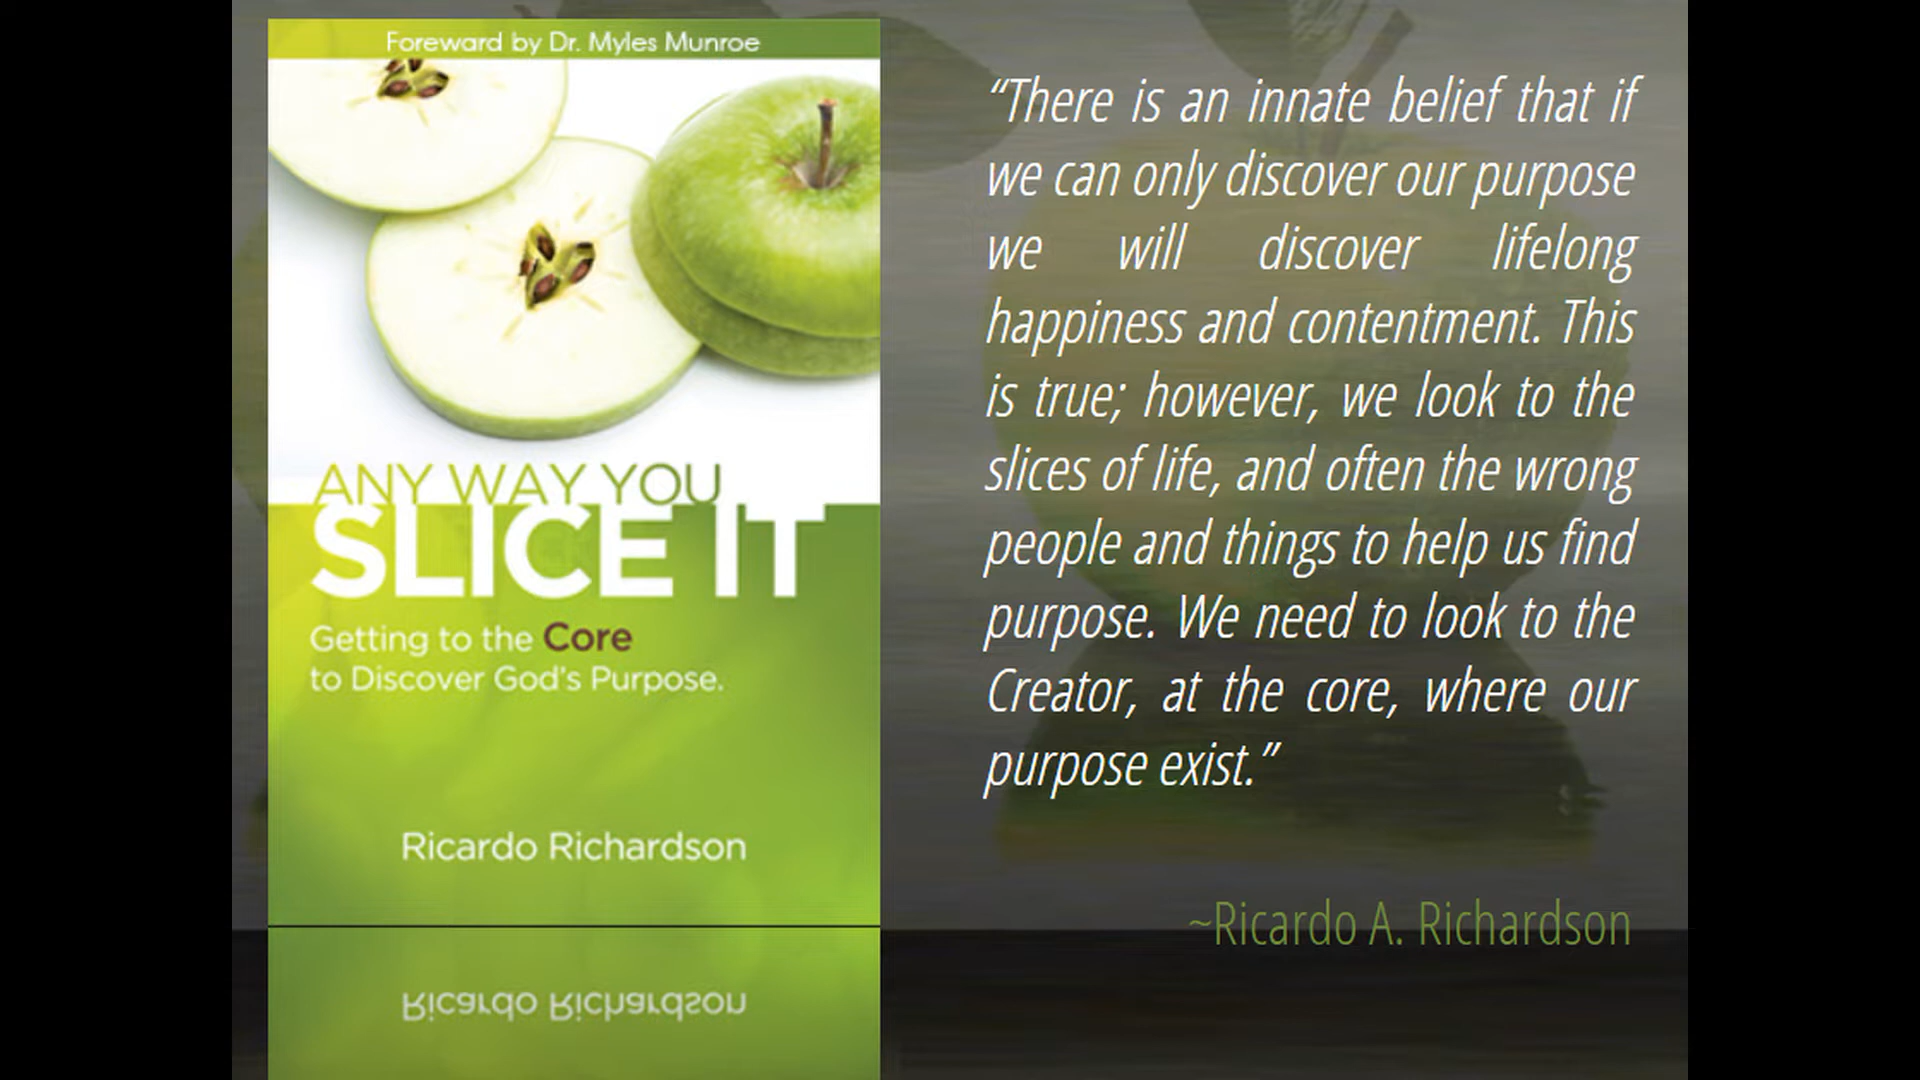 Foreward by Dr. Myles Munroe
ANY WAY YOU
SLICE IT
Getting to the Core
to Discover God's Purpose.
Ricardo Richardson
Ricardo Richardson
“There is an innate belief that if
we can only discover our purpose
we will discover lifelong
happiness and contentment. This
is true; however, we look to the
slices of life, and often the wrong
people and things to help us find
purpose. We need to look to the
Creator, at the core, where our
purpose exist.”
~Ricardo A. Richardson